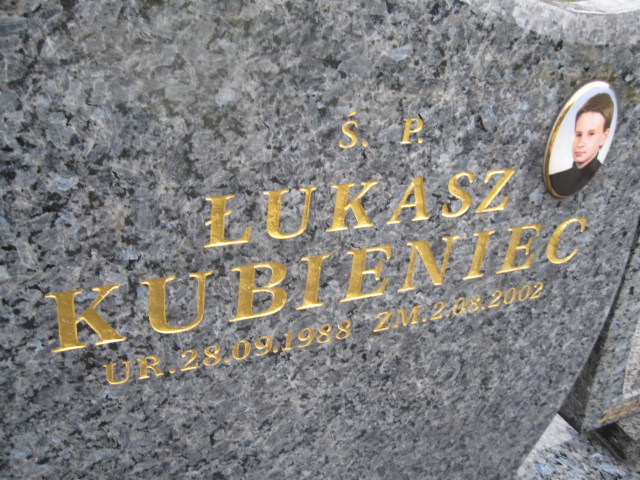 Ś. P.
ŁUKASZ
KUBIENIEC
UR.28.09.1988 ZM.2.08.2002